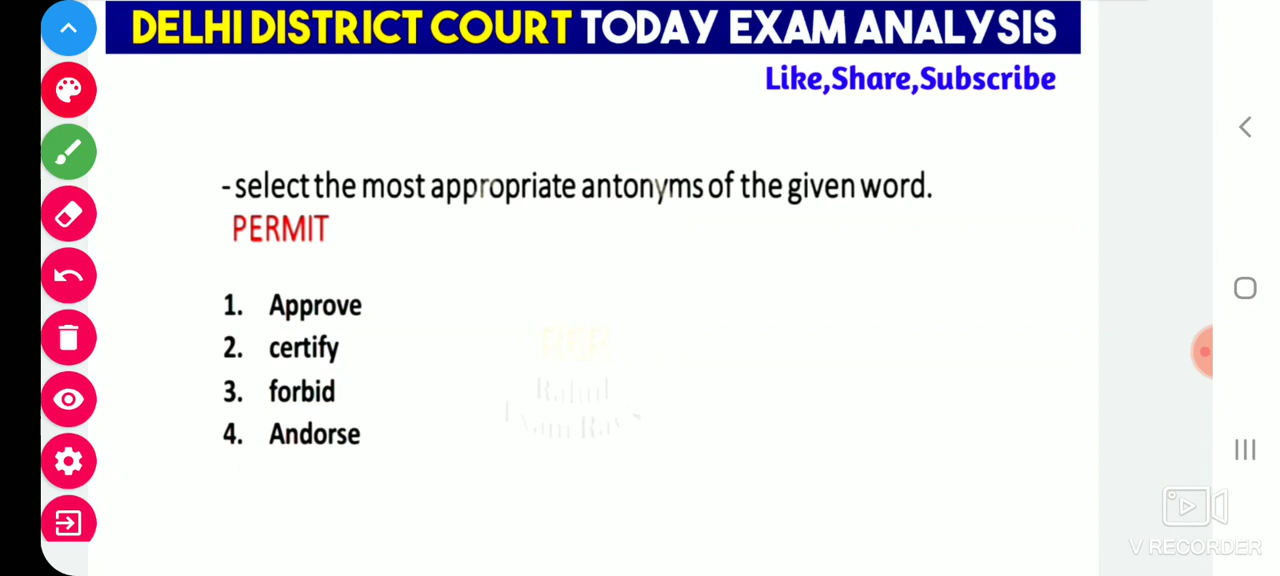 DELHI DISTRICT COURT TODAY EXAM ANALYSIS
Like,Share,Subscribe
- select the most appropriate antonyms of the given word.
PERMIT
1. Approve
2. certify
3. forbid
4. Andorse
Rahul
V RECORDER